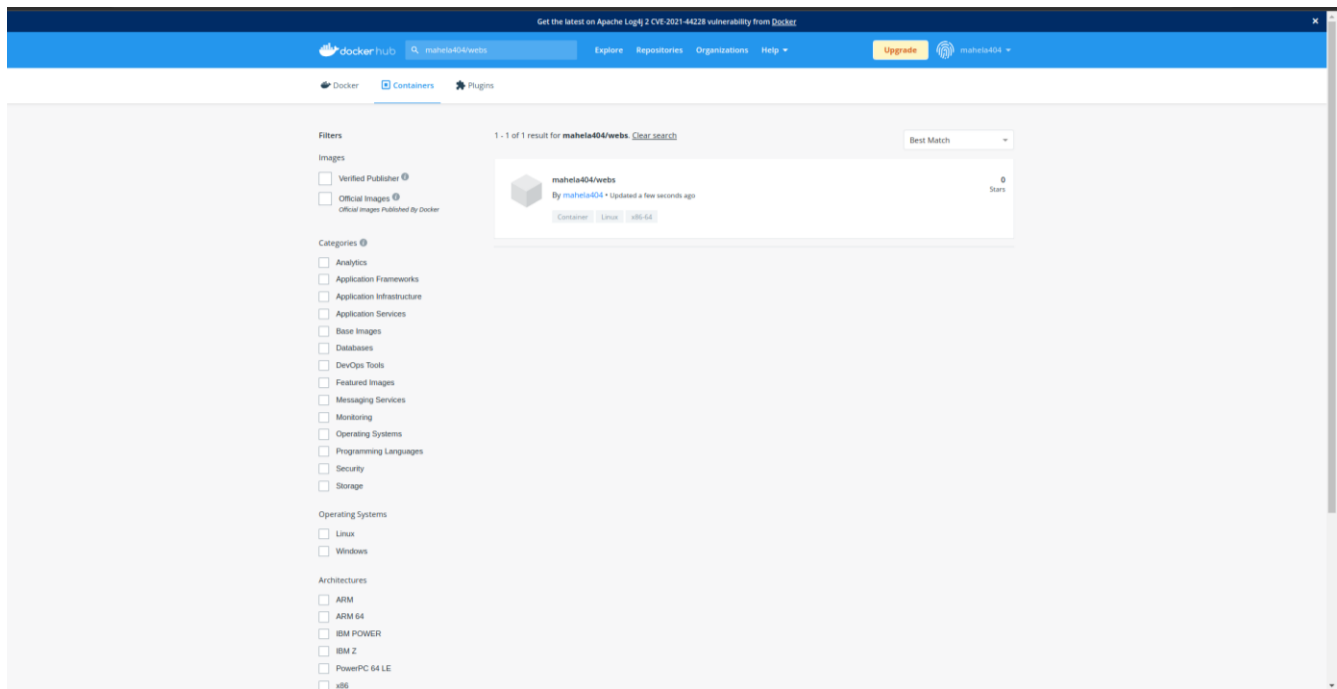 Get the latest on Apache Log4j 2 CVE-2021-44228 vulnerability from Docker
×
docker hub
mahela404/webs
Explore Repositories Organizations Help
Upgrade
mahela404
Docker Containers Plugins
Filters
Images
Verified Publisher
Official Images
Official Images Published By Docker
Categories
Analytics
Application Frameworks
Application Infrastructure
Application Services
Base Images
Databases
DevOps Tools
Featured Images
Messaging Services
Monitoring
Operating Systems
Programming Languages
Security
Storage
Operating Systems
Linux
Windows
Architectures
ARM
ARM 64
IBM POWER
IBM Z
PowerPC 64 LE
x86
1 - 1 of 1 result for mahela404/webs. Clear search
Best Match
mahela404/webs
By mahela404 • Updated a few seconds ago
Container Linux x86-64
0
Stars